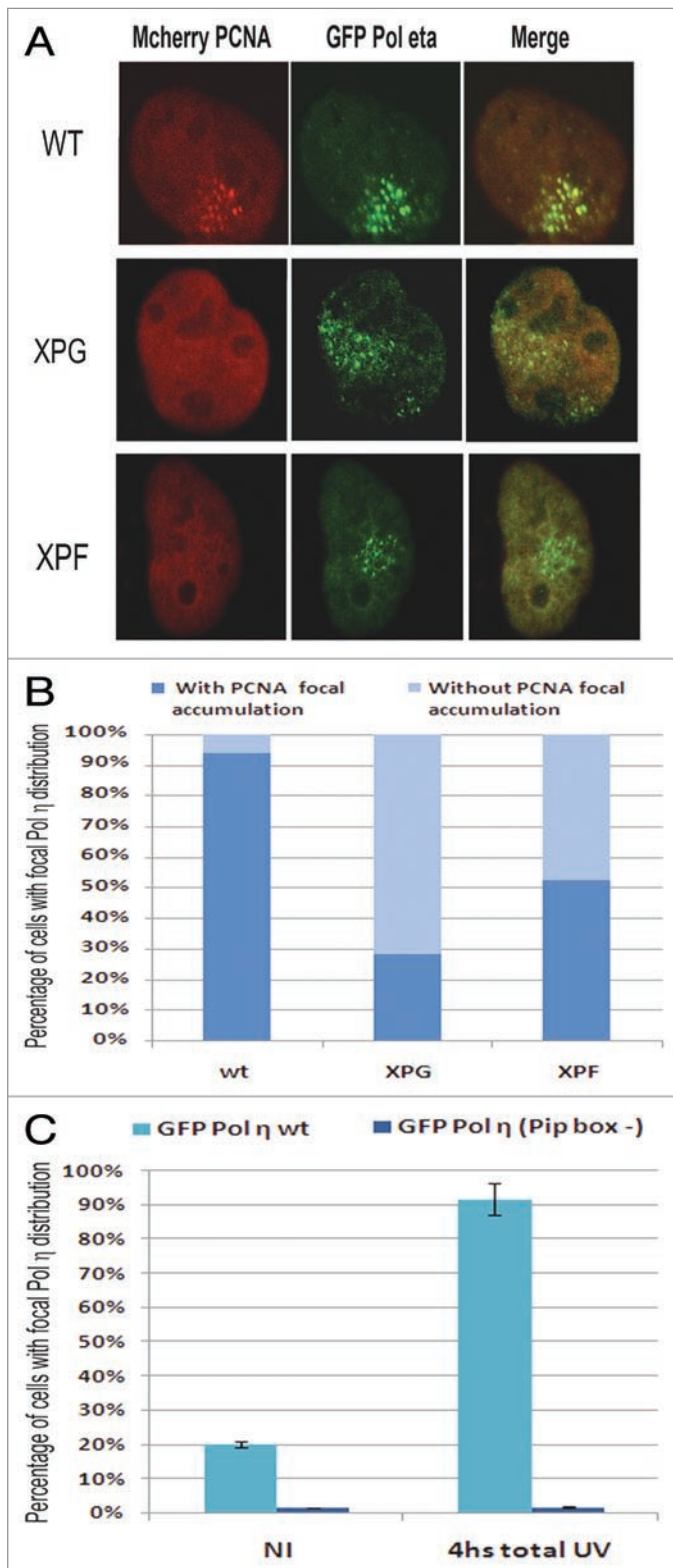 A
Mcherry PCNA GFP Pol eta Merge
WT
XPG
XPF
B
With PCNA focal accumulation
Without PCNA focal accumulation
Percentage of cells with focal Pol η distribution
100%
90%
80%
70%
60%
50%
40%
30%
20%
10%
0%
wt XPG XPF
C
GFP Pol η wt GFP Pol η (Pip box -)
Percentage of cells with focal Pol η distribution
100%
90%
80%
70%
60%
50%
40%
30%
20%
10%
0%
NI 4hs total UV